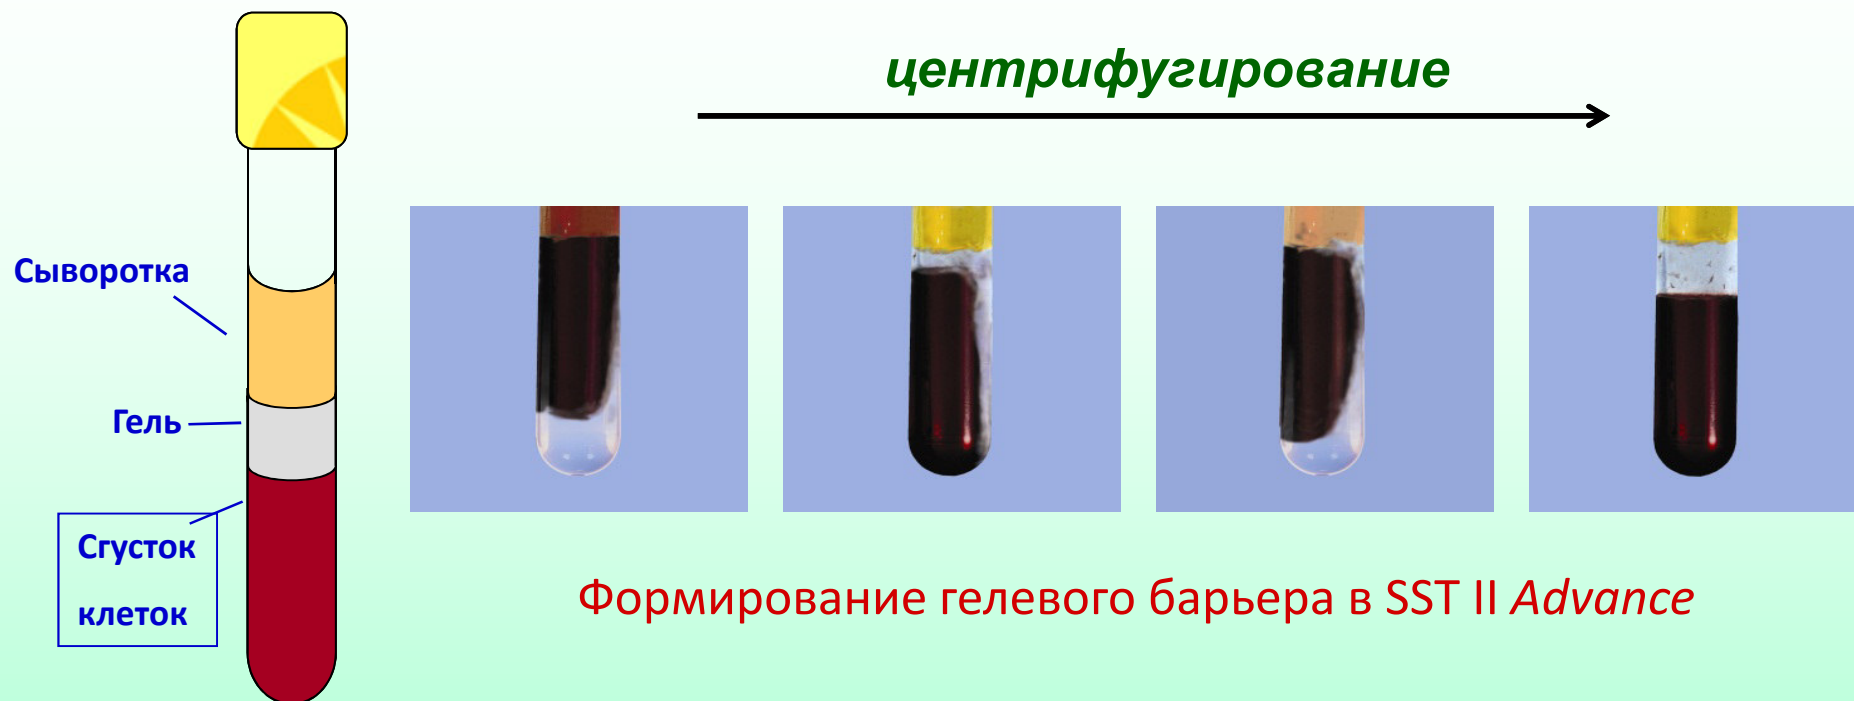 центрифугирование
Сыворотка
Гель
Сгусток
клеток
Формирование гелевого барьера в SST II Advance